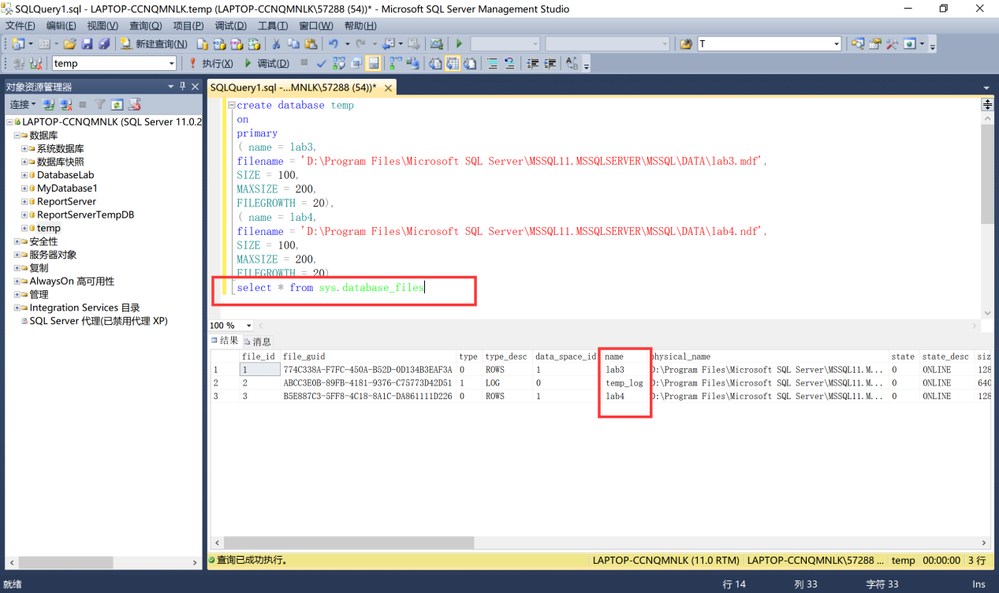 SQLQuery1.sql - LAPTOP-CCNQMNLK.temp (LAPTOP-CCNQMNLK\57288 (54))* - Microsoft SQL Server Management Studio
文件(F) 编辑(E) 视图(V) 查询(Q) 项目(P) 调试(D) 工具(T) 窗口(W) 帮助(H)
新建查询(N) T
temp 执行(X) 调试(D)
对象资源管理器
连接
LAPTOP-CCNQMNLK (SQL Server 11.0.2
数据库
系统数据库
数据库快照
DatabaseLab
MyDatabase1
ReportServer
ReportServerTempDB
temp
安全性
服务器对象
复制
AlwaysOn 高可用性
管理
Integration Services 目录
SQL Server 代理(已禁用代理 XP)
SQLQuery1.sql -...MNLK\57288 (54))*
create database temp
on
primary
( name = lab3,
filename = 'D:\Program Files\Microsoft SQL Server\MSSQL11.MSSQLSERVER\MSSQL\DATA\lab3.mdf',
SIZE = 100,
MAXSIZE = 200,
FILEGROWTH = 20),
( name = lab4,
filename = 'D:\Program Files\Microsoft SQL Server\MSSQL11.MSSQLSERVER\MSSQL\DATA\lab4.ndf',
SIZE = 100,
MAXSIZE = 200,
FILEGROWTH = 20)
select * from sys.database_files
100 %
结果 消息
file_id file_guid type type_desc data_space_id name physical_name state state_desc siz
1 1 774C338A-F7FC-450A-B52D-0D134B3EAF3A 0 ROWS 1 lab3 D:\Program Files\Microsoft SQL Server\MSSQL11.M... 0 ONLINE 128
2 2 ABCC3E0B-89FB-4181-9376-C75773D42D51 1 LOG 0 temp_log D:\Program Files\Microsoft SQL Server\MSSQL11.M... 0 ONLINE 640
3 3 B5E887C3-5FF8-4C18-8A1C-DA861111D226 0 ROWS 1 lab4 D:\Program Files\Microsoft SQL Server\MSSQL11.M... 0 ONLINE 128
查询已成功执行。 LAPTOP-CCNQMNLK (11.0 RTM) LAPTOP-CCNQMNLK\57288 ... temp 00:00:00 3 行
就绪 行 14 列 33 字符 33 Ins